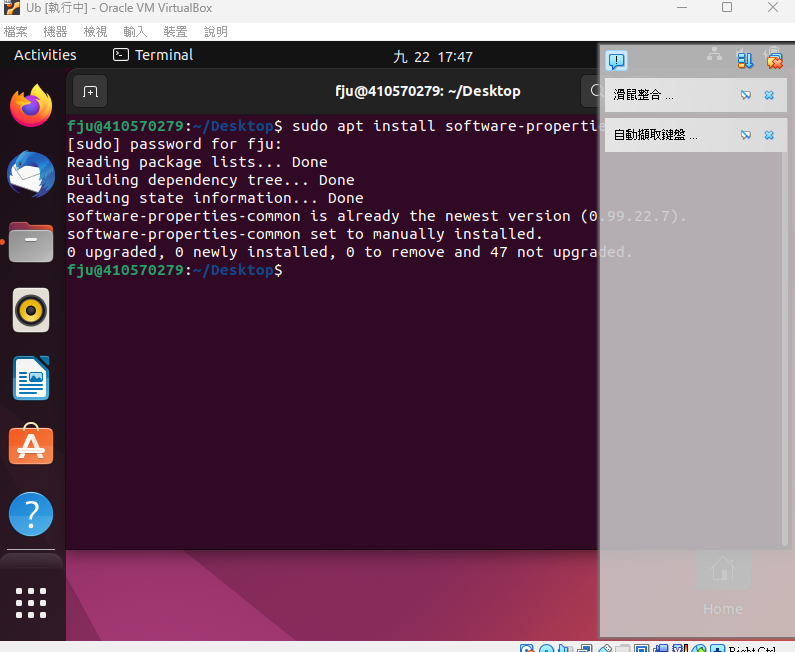 Ub [執行中] - Oracle VM VirtualBox
檔案 機器 檢視 輸入 裝置 說明
Activities Terminal 九 22 17:47
fju@410570279: ~/Desktop
滑鼠整合 ...
自動擷取鍵盤 ...
fju@410570279:~/Desktop$ sudo apt install software-properti
[sudo] password for fju:
Reading package lists... Done
Building dependency tree... Done
Reading state information... Done
software-properties-common is already the newest version (0.99.22.7).
software-properties-common set to manually installed.
0 upgraded, 0 newly installed, 0 to remove and 47 not upgraded.
fju@410570279:~/Desktop$
Home
Right Ctrl